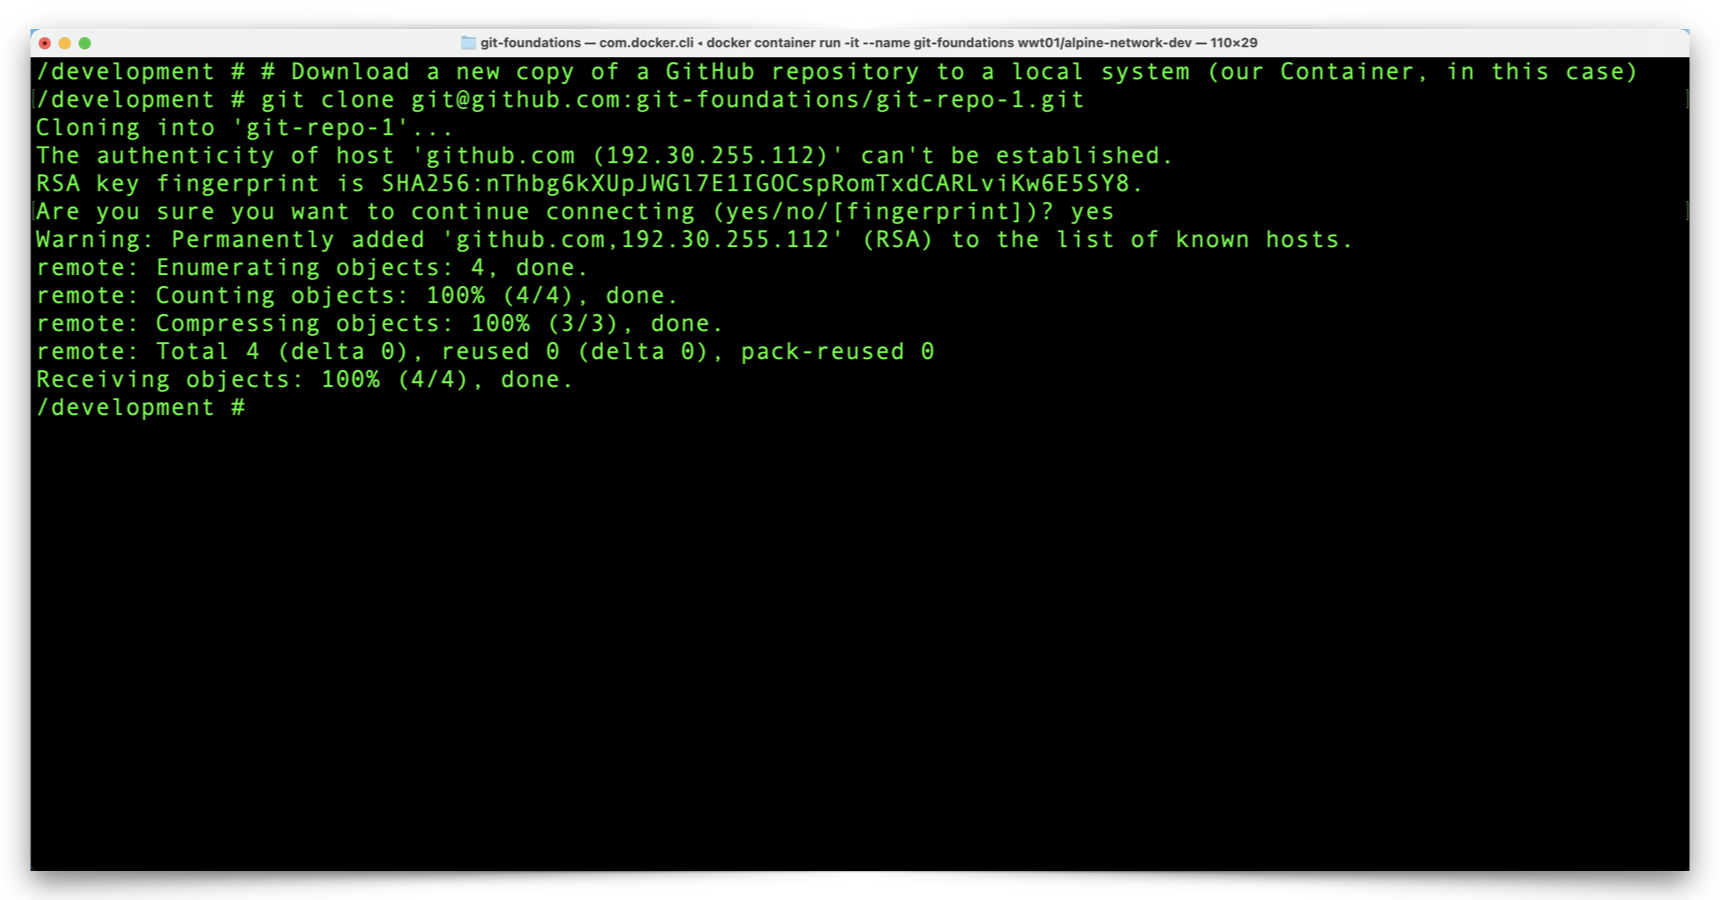 git-foundations — com.docker.cli ◂ docker container run -it --name git-foundations wwt01/alpine-network-dev — 110×29
/development # # Download a new copy of a GitHub repository to a local system (our Container, in this case)
/development # git clone git@github.com:git-foundations/git-repo-1.git
Cloning into 'git-repo-1'...
The authenticity of host 'github.com (192.30.255.112)' can't be established.
RSA key fingerprint is SHA256:nThbg6kXUpJWGl7E1IGOCspRomTxdCARLviKw6E5SY8.
Are you sure you want to continue connecting (yes/no/[fingerprint])? yes
Warning: Permanently added 'github.com,192.30.255.112' (RSA) to the list of known hosts.
remote: Enumerating objects: 4, done.
remote: Counting objects: 100% (4/4), done.
remote: Compressing objects: 100% (3/3), done.
remote: Total 4 (delta 0), reused 0 (delta 0), pack-reused 0
Receiving objects: 100% (4/4), done.
/development #